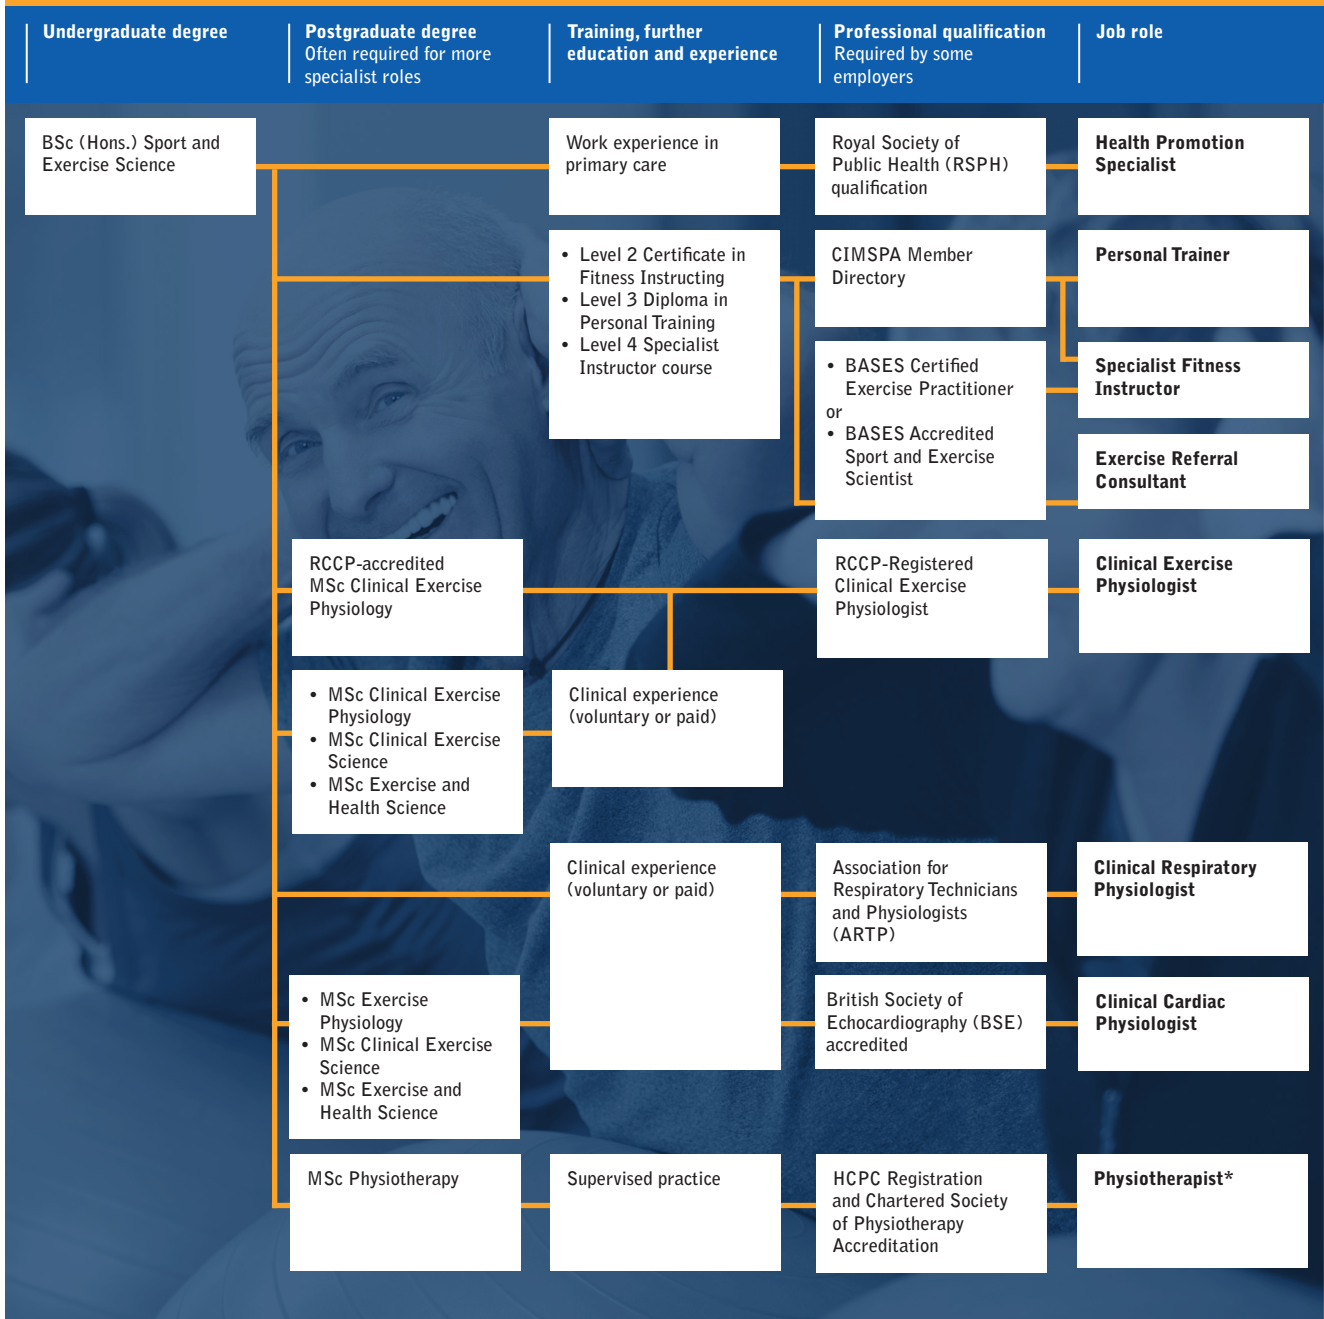 Undergraduate degree
Postgraduate degree
Often required for more
specialist roles
Training, further
education and experience
Professional qualification
Required by some
employers
Job role
BSc (Hons.) Sport and
Exercise Science
Work experience in
primary care
Royal Society of
Public Health (RSPH)
qualification
Health Promotion
Specialist
• Level 2 Certificate in
Fitness Instructing
• Level 3 Diploma in
Personal Training
• Level 4 Specialist
Instructor course
CIMSPA Member
Directory
Personal Trainer
• BASES Certified
Exercise Practitioner
or
• BASES Accredited
Sport and Exercise
Scientist
Specialist Fitness
Instructor
Exercise Referral
Consultant
RCCP-accredited
MSc Clinical Exercise
Physiology
RCCP-Registered
Clinical Exercise
Physiologist
Clinical Exercise
Physiologist
• MSc Clinical Exercise
Physiology
• MSc Clinical Exercise
Science
• MSc Exercise and
Health Science
Clinical experience
(voluntary or paid)
Clinical experience
(voluntary or paid)
Association for
Respiratory Technicians
and Physiologists
(ARTP)
Clinical Respiratory
Physiologist
• MSc Exercise
Physiology
• MSc Clinical Exercise
Science
• MSc Exercise and
Health Science
British Society of
Echocardiography (BSE)
accredited
Clinical Cardiac
Physiologist
MSc Physiotherapy
Supervised practice
HCPC Registration
and Chartered Society
of Physiotherapy
Accreditation
Physiotherapist*